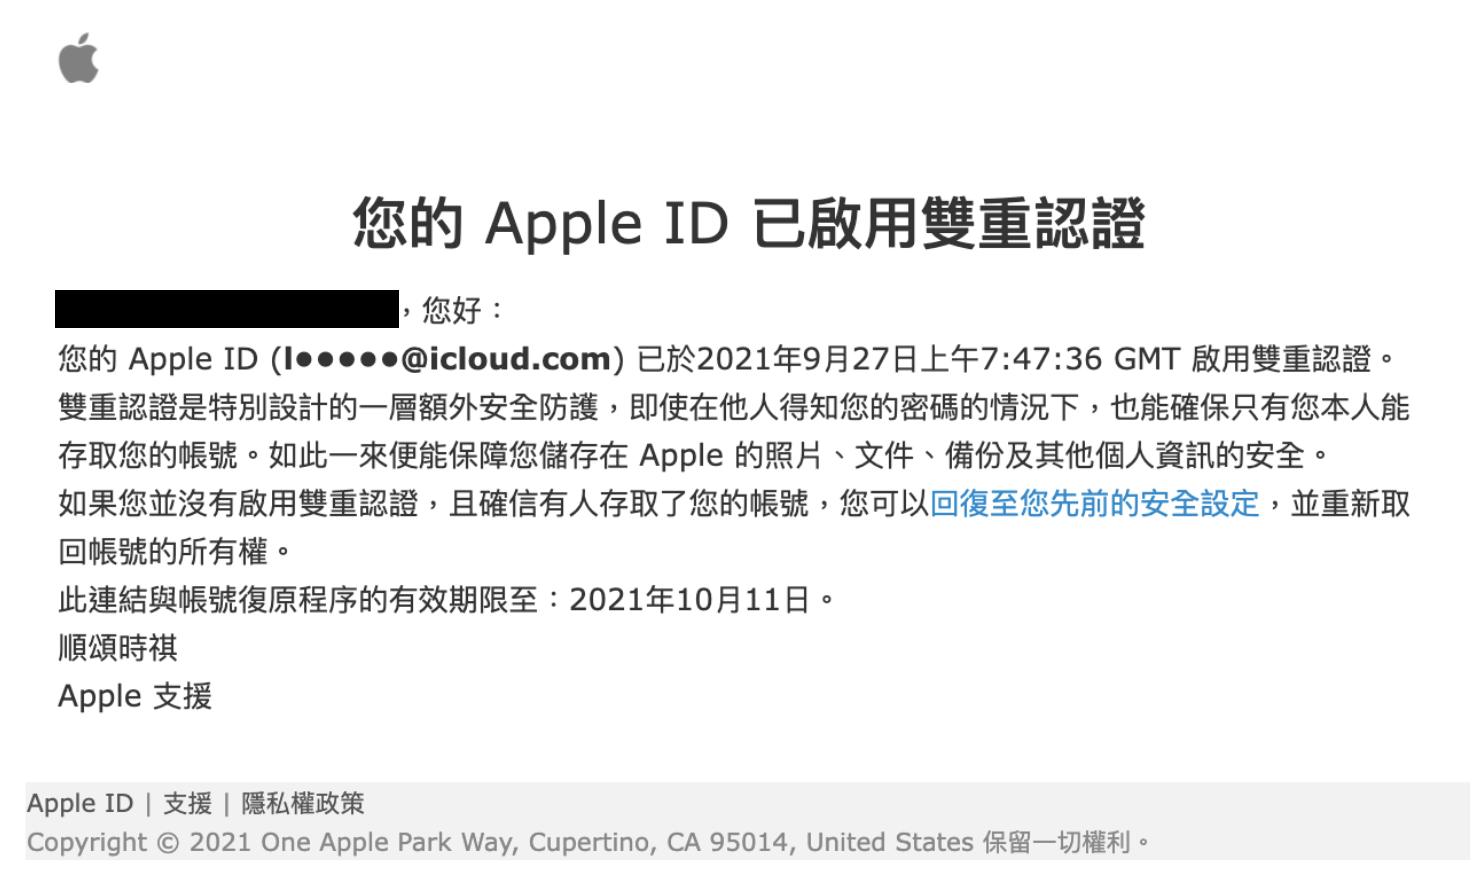 您的 Apple ID 已啟用雙重認證
，您好：
您的 Apple ID (l●●●●●@icloud.com) 已於2021年9月27日上午7:47:36 GMT 啟用雙重認證。
雙重認證是特別設計的一層額外安全防護，即使在他人得知您的密碼的情況下，也能確保只有您本人能
存取您的帳號。如此一來便能保障您儲存在 Apple 的照片、文件、備份及其他個人資訊的安全。
如果您並沒有啟用雙重認證，且確信有人存取了您的帳號，您可以回復至您先前的安全設定，並重新取
回帳號的所有權。
此連結與帳號復原程序的有效期限至：2021年10月11日。
順頌時祺
Apple 支援
Apple ID | 支援 | 隱私權政策
Copyright © 2021 One Apple Park Way, Cupertino, CA 95014, United States 保留一切權利。